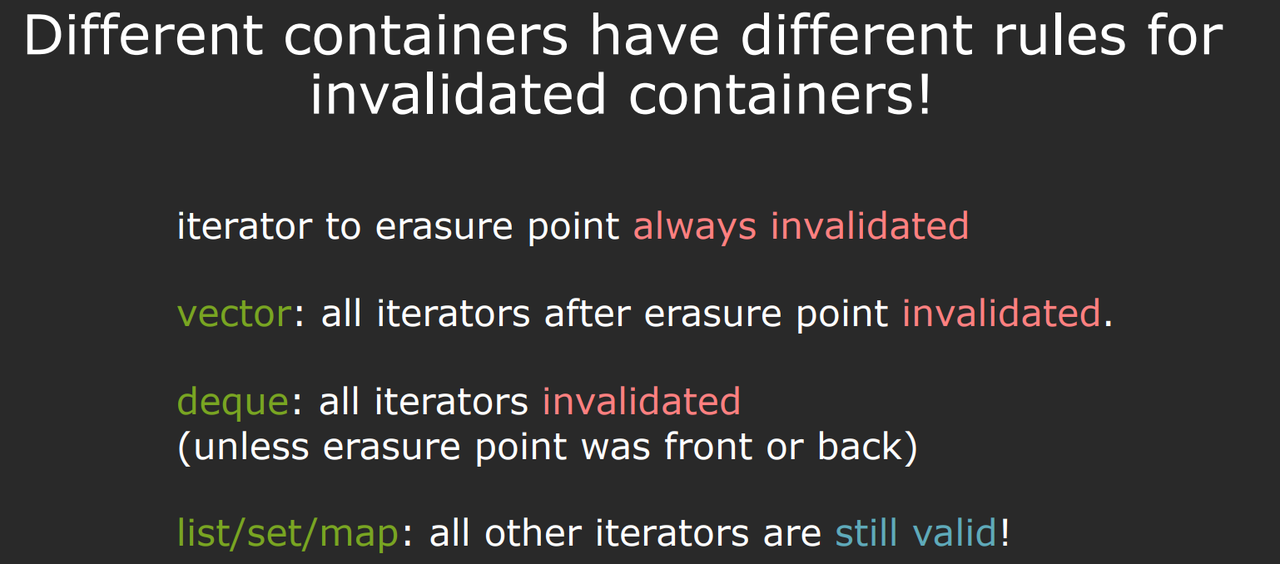 Different containers have different rules for
invalidated containers!
iterator to erasure point always invalidated
vector: all iterators after erasure point invalidated.
deque: all iterators invalidated
(unless erasure point was front or back)
list/set/map: all other iterators are still valid!